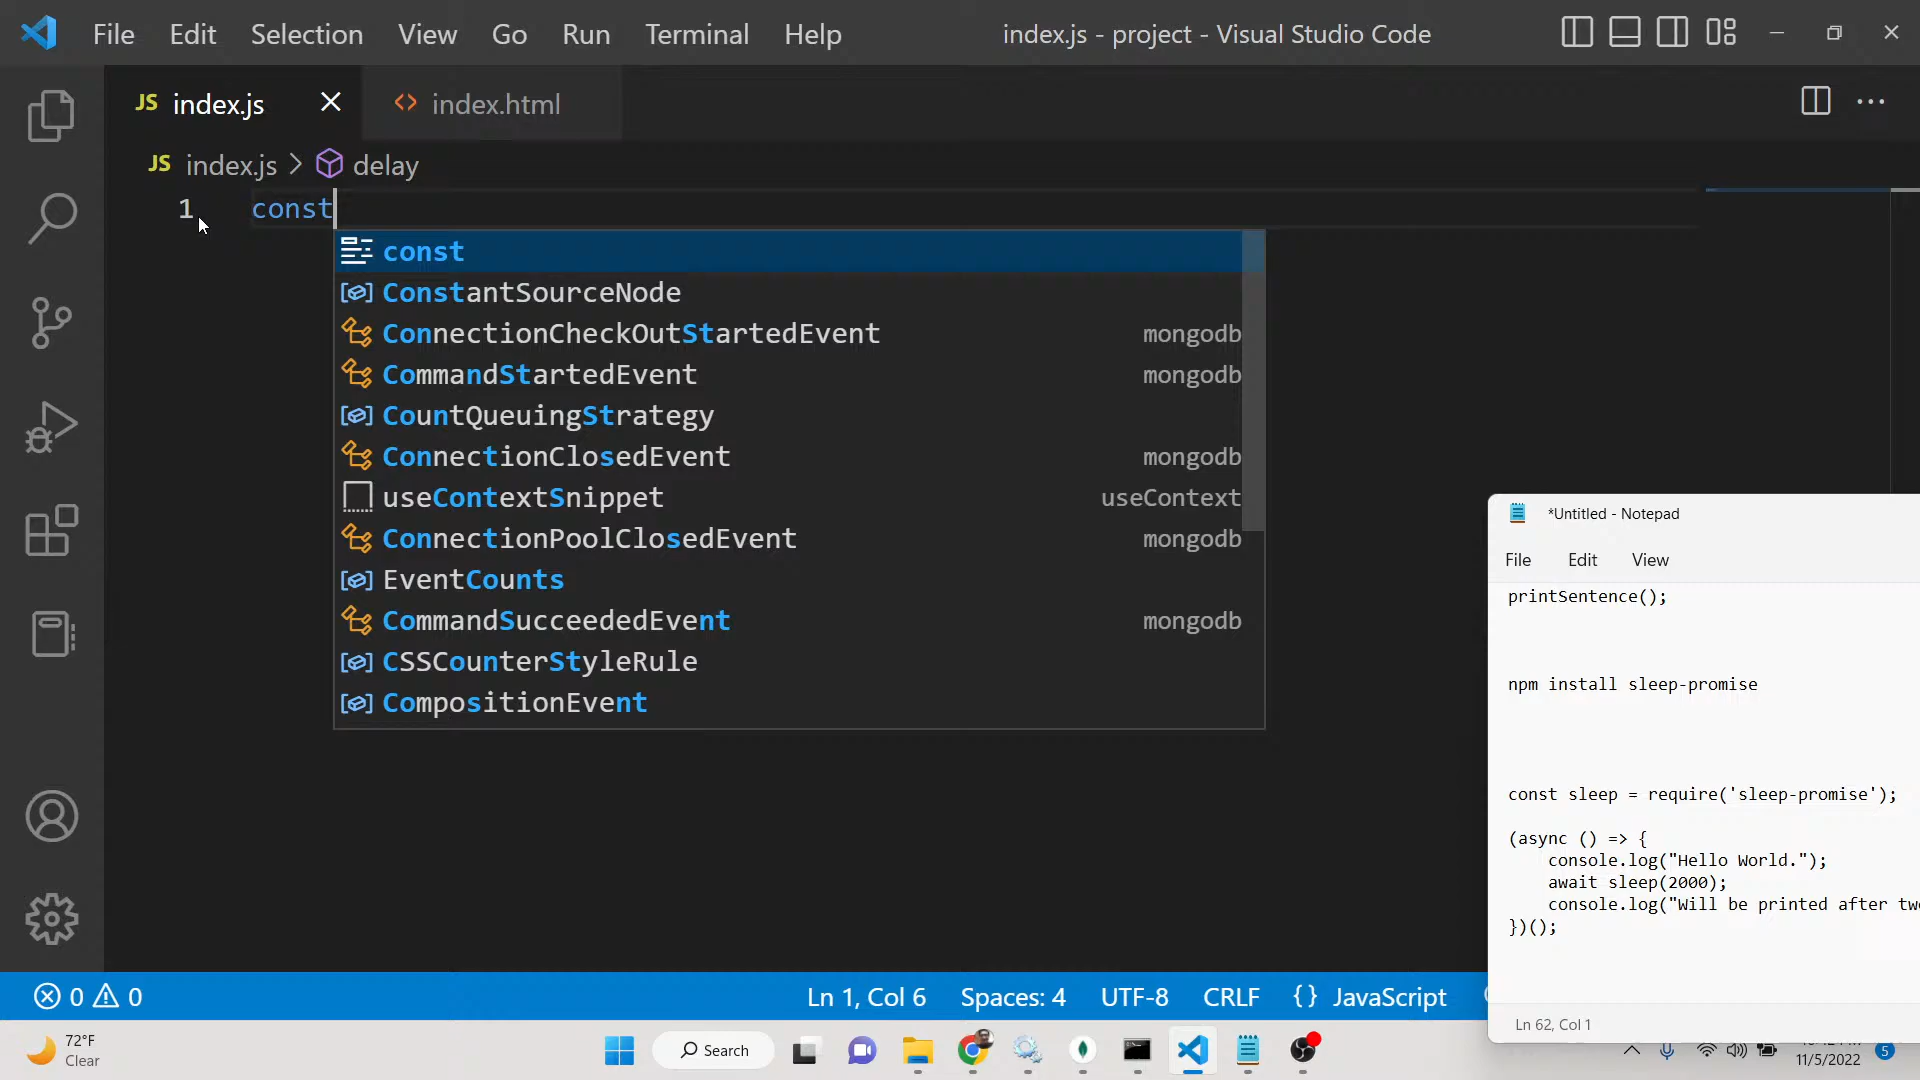 File Edit Selection View Go Run Terminal Help
index.js - project - Visual Studio Code
JS index.js
index.html
JS index.js > delay
1 const
const
ConstantSourceNode
ConnectionCheckOutStartedEvent mongodb
CommandStartedEvent mongodb
CountQueuingStrategy
ConnectionClosedEvent mongodb
useContextSnippet useContext
ConnectionPoolClosedEvent mongodb
EventCounts
CommandSucceededEvent mongodb
CSSCounterStyleRule
CompositionEvent
*Untitled - Notepad
File Edit View
printSentence();
npm install sleep-promise
const sleep = require('sleep-promise');
(async () => {
console.log("Hello World.");
await sleep(2000);
console.log("Will be printed after
})();
Ln 62, Col 1
0 0
Ln 1, Col 6 Spaces: 4 UTF-8 CRLF {} JavaScript
72°F
Clear
Search
11/5/2022
5